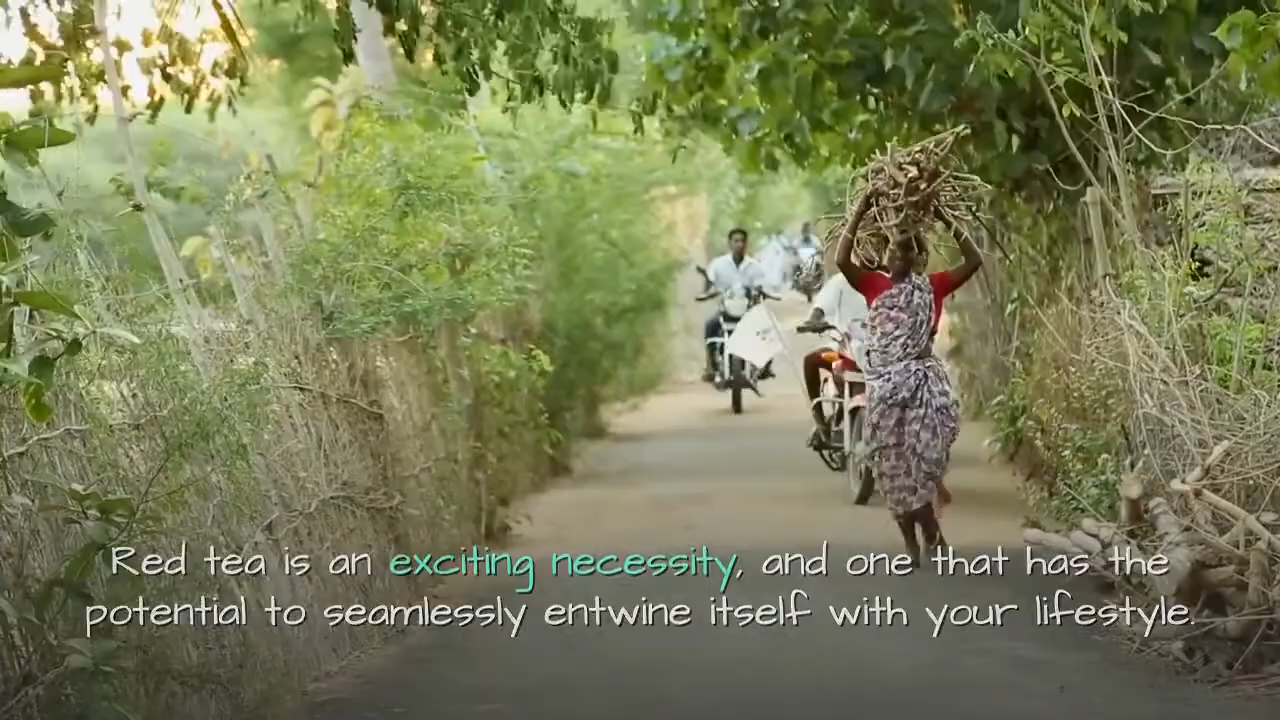 Red tea is an exciting necessity, and one that has the
potential to seamlessly entwine itself with your lifestyle.